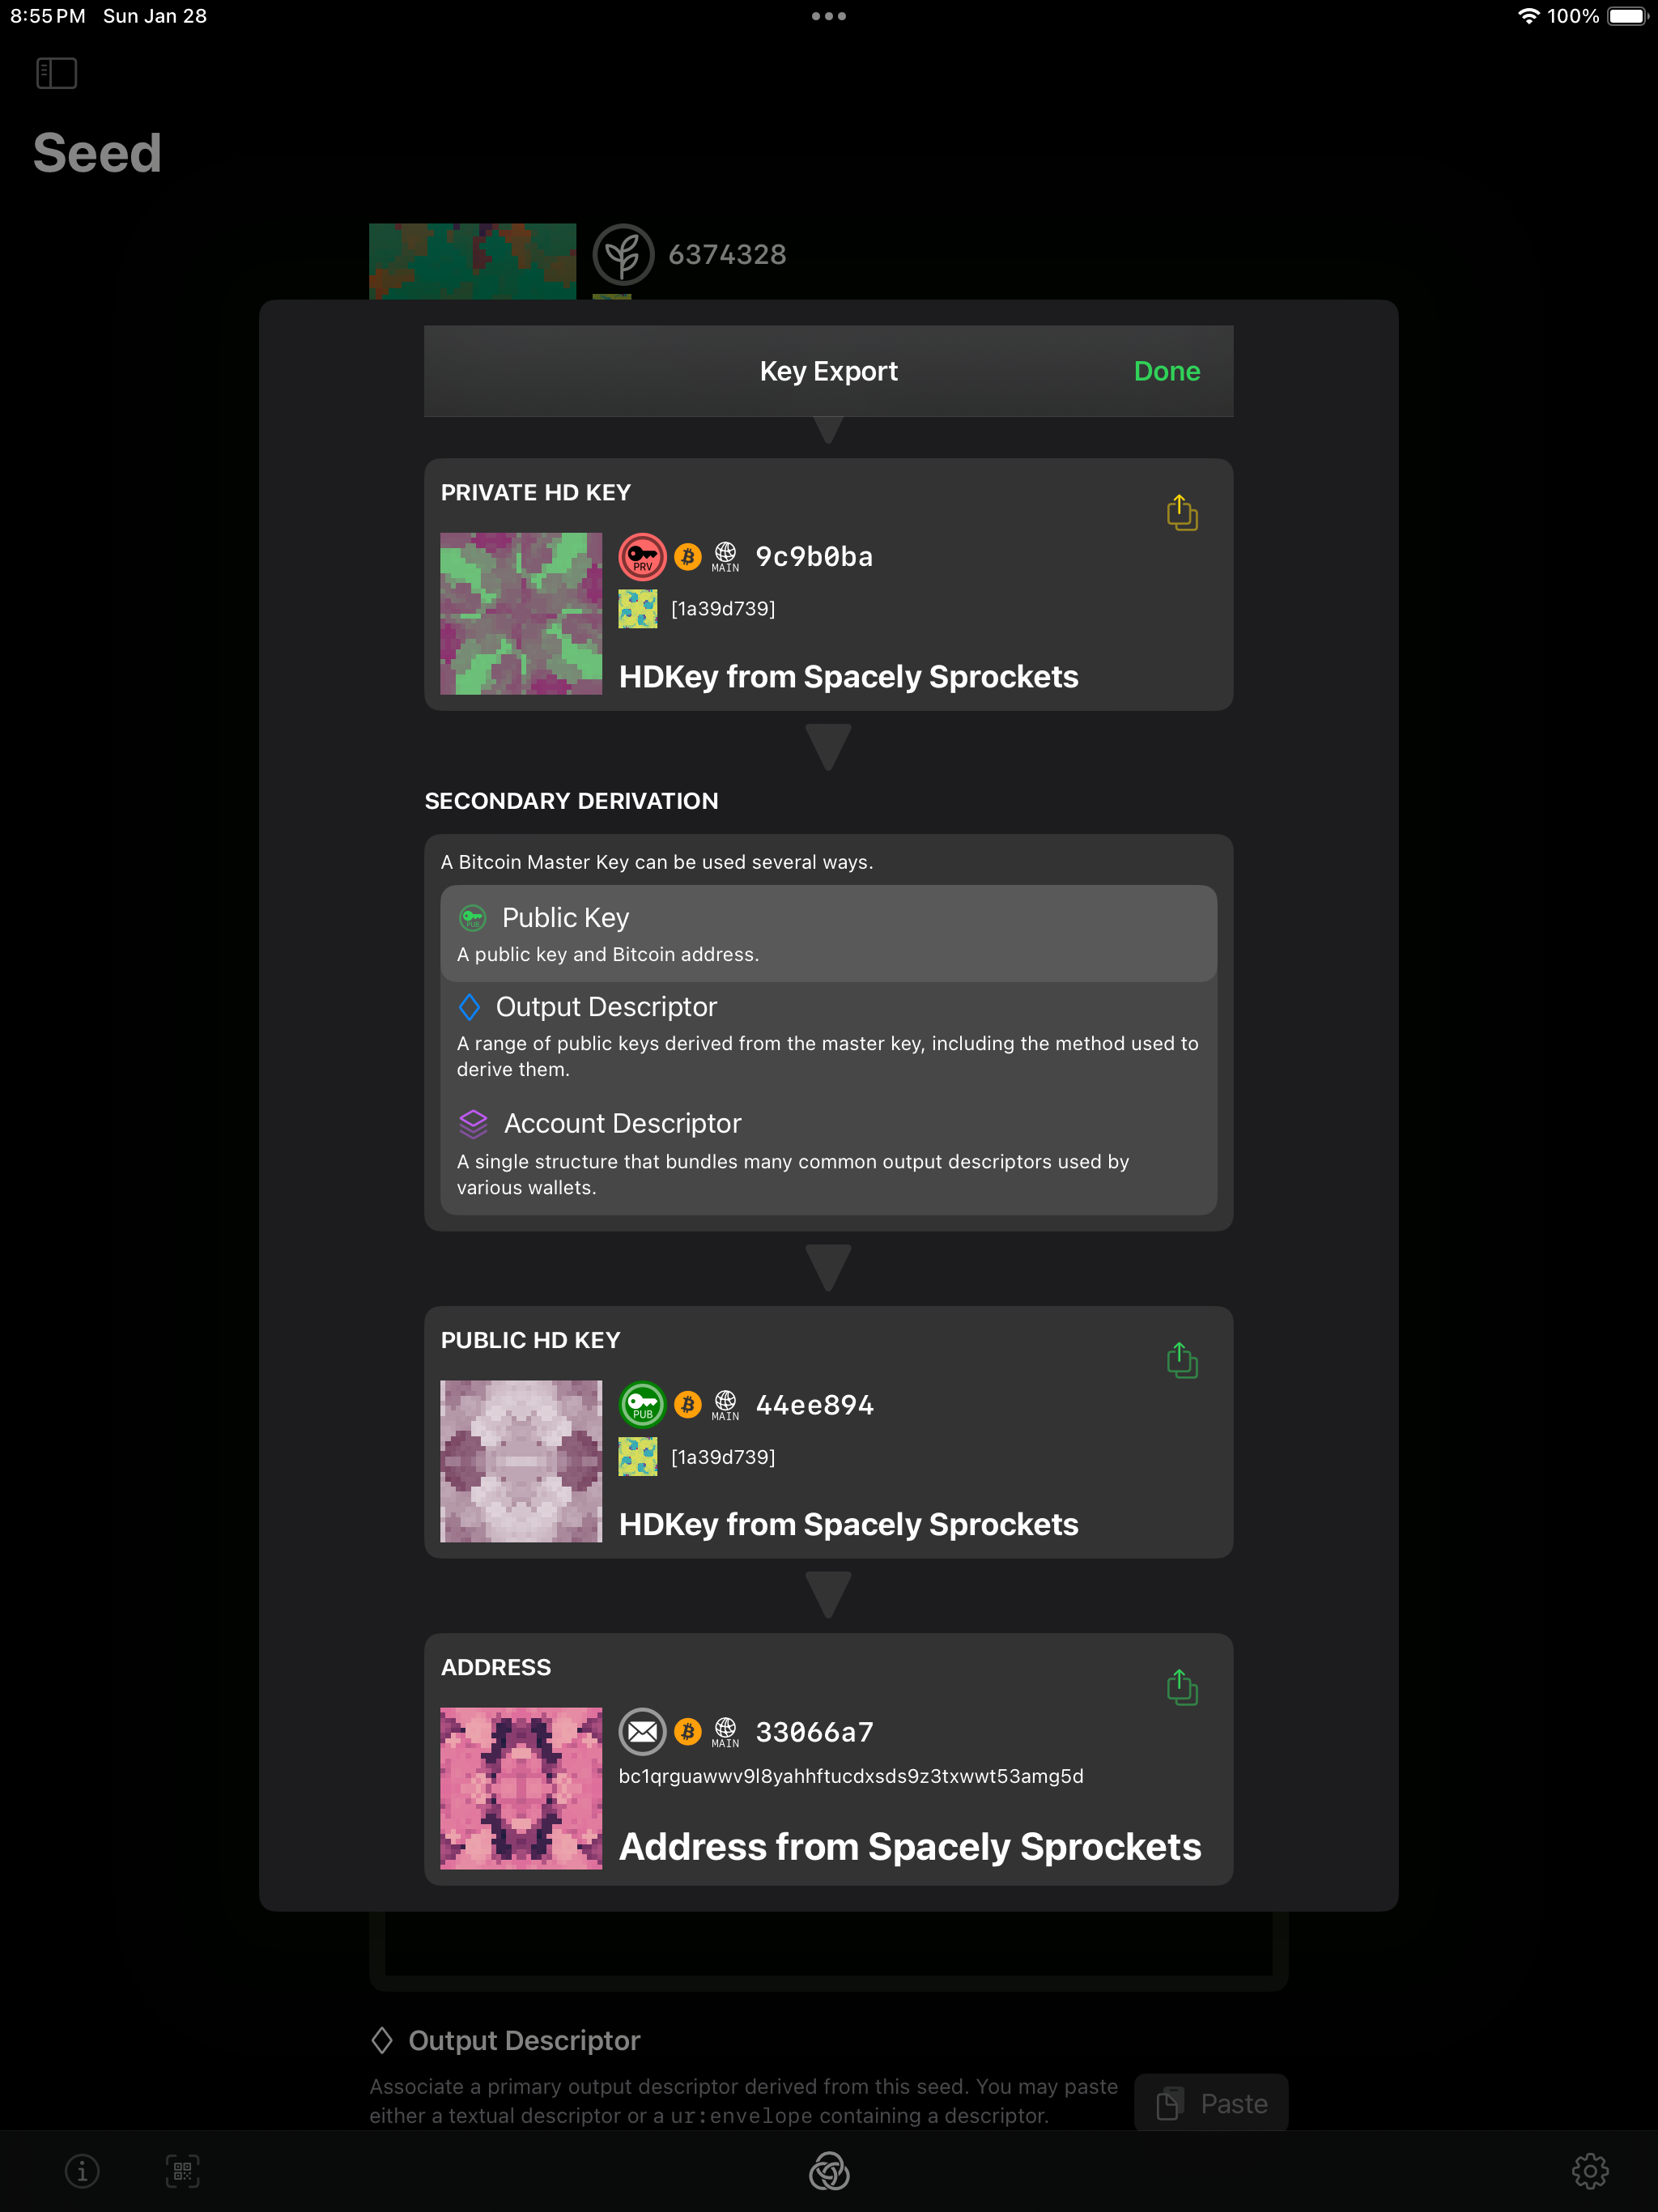 8:55 PM Sun Jan 28
100%
Seed
6374328
Key Export
Done
PRIVATE HD KEY
PRV
MAIN
9c9b0ba
[1a39d739]
HDKey from Spacely Sprockets
SECONDARY DERIVATION
A Bitcoin Master Key can be used several ways.
PUB
Public Key
A public key and Bitcoin address.
Output Descriptor
A range of public keys derived from the master key, including the method used to
derive them.
Account Descriptor
A single structure that bundles many common output descriptors used by
various wallets.
PUBLIC HD KEY
PUB
MAIN
44ee894
[1a39d739]
HDKey from Spacely Sprockets
ADDRESS
MAIN
33066a7
bc1qrguawwv9l8yahhftucdxsds9z3txwwt53amg5d
Address from Spacely Sprockets
Output Descriptor
Associate a primary output descriptor derived from this seed. You may paste
either a textual descriptor or a ur:envelope containing a descriptor.
Paste